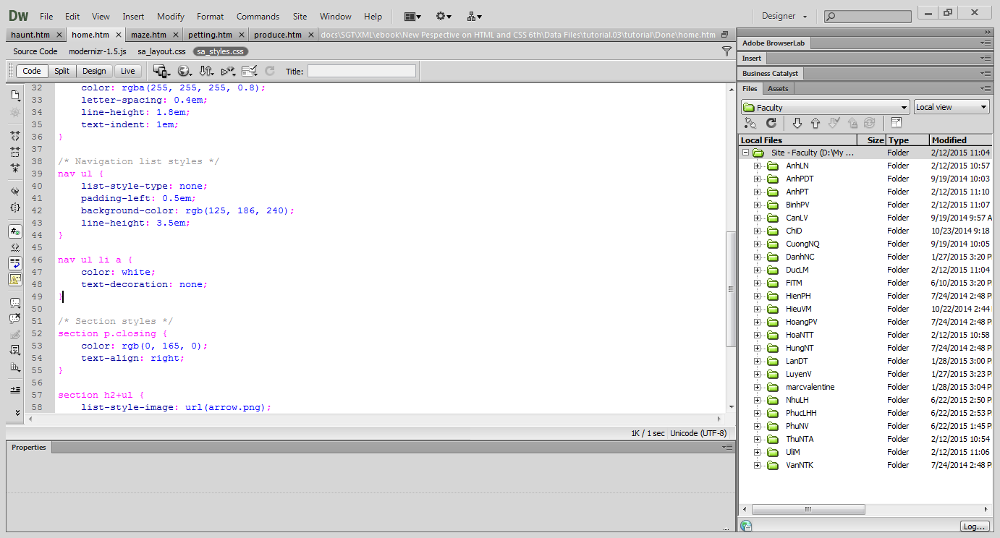 Dw File Edit View Insert Modify Format Commands Site Window Help Designer
haunt.htm × home.htm × maze.htm × petting.htm × produce.htm × docs\SGT\XML\ebook\New Pespective on HTML and CSS 6th\Data Files\tutorial.03\tutorial\Done\home.htm
Source Code modernizr-1.5.js sa_layout.css sa_styles.css
Code Split Design Live Title:
32 color: rgba(255, 255, 255, 0.8);
33 letter-spacing: 0.4em;
34 line-height: 1.8em;
35 text-indent: 1em;
36 }
37
38 /* Navigation list styles */
39 nav ul {
40 list-style-type: none;
41 padding-left: 0.5em;
42 background-color: rgb(125, 186, 240);
43 line-height: 3.5em;
44 }
45
46 nav ul li a {
47 color: white;
48 text-decoration: none;
49 }
50
51 /* Section styles */
52 section p.closing {
53 color: rgb(0, 165, 0);
54 text-align: right;
55 }
56
57 section h2+ul {
58 list-style-image: url(arrow.png);
1K / 1 sec Unicode (UTF-8)
Properties
Adobe BrowserLab
Insert
Business Catalyst
Files Assets
Faculty Local view
Local Files Size Type Modified
Site - Faculty (D:\My ... Folder 2/12/2015 11:04
AnhLN Folder 2/12/2015 10:57
AnhPDT Folder 9/19/2014 10:03
AnhPT Folder 2/12/2015 11:10
BinhPV Folder 2/12/2015 11:07
CanLV Folder 9/19/2014 9:57 A
ChiD Folder 10/23/2014 9:18
CuongNQ Folder 9/19/2014 10:05
DanhNC Folder 1/27/2015 3:20 P
DucLM Folder 2/12/2015 11:04
FiTM Folder 6/10/2015 3:20 P
HienPH Folder 7/24/2014 2:48 P
HieuVM Folder 10/22/2014 2:44
HoangPV Folder 7/24/2014 2:48 P
HoaNTT Folder 2/12/2015 10:58
HungNT Folder 7/24/2014 2:48 P
LanDT Folder 1/28/2015 3:00 P
LuyenV Folder 1/27/2015 3:23 P
marcvalentine Folder 1/28/2015 3:04 P
NhuLH Folder 6/22/2015 2:50 P
PhucLHH Folder 6/22/2015 2:53 P
PhuNV Folder 6/22/2015 1:45 P
ThuNTA Folder 2/12/2015 10:54
UliM Folder 2/12/2015 11:06
VanNTK Folder 7/24/2014 2:48 P
Log...